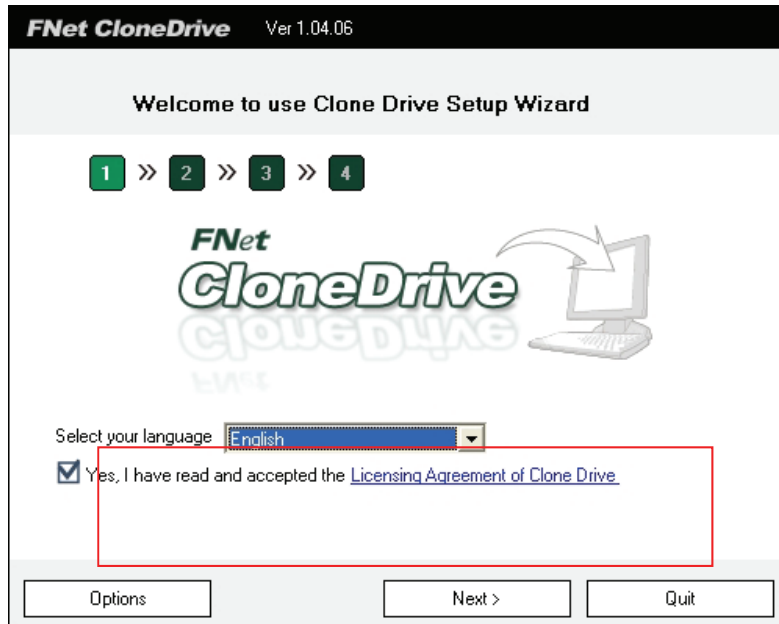 FNet CloneDrive Ver 1.04.06
Welcome to use Clone Drive Setup Wizard
1 » 2 » 3 » 4
FNet
CloneDrive
Select your language English
Yes, I have read and accepted the Licensing Agreement of Clone Drive
Options Next > Quit